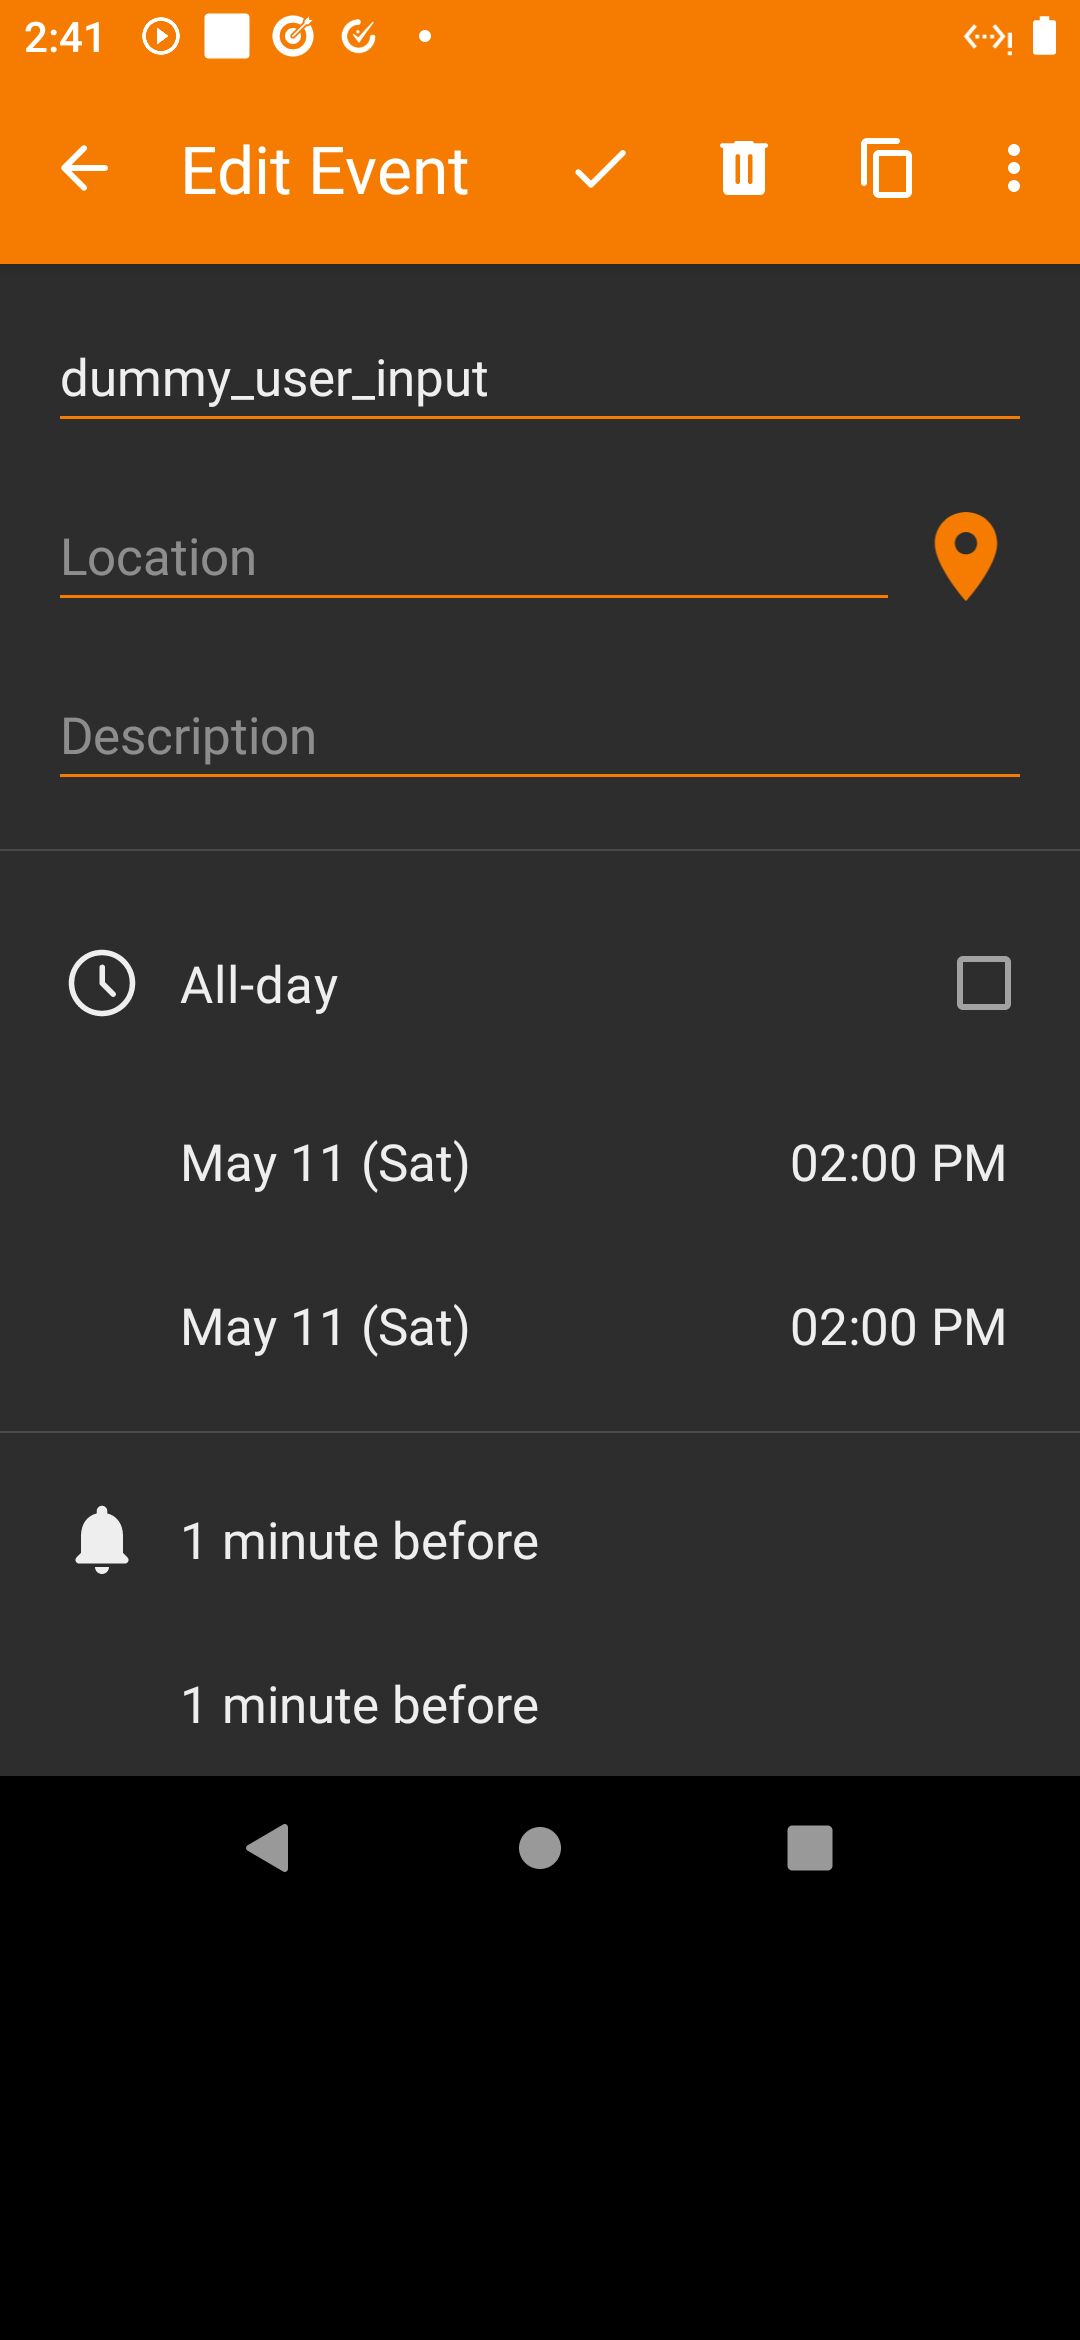 2:41
Edit Event
dummy_user_input
Location
Description
All-day
May 11 (Sat) 02:00 PM
May 11 (Sat) 02:00 PM
1 minute before
1 minute before